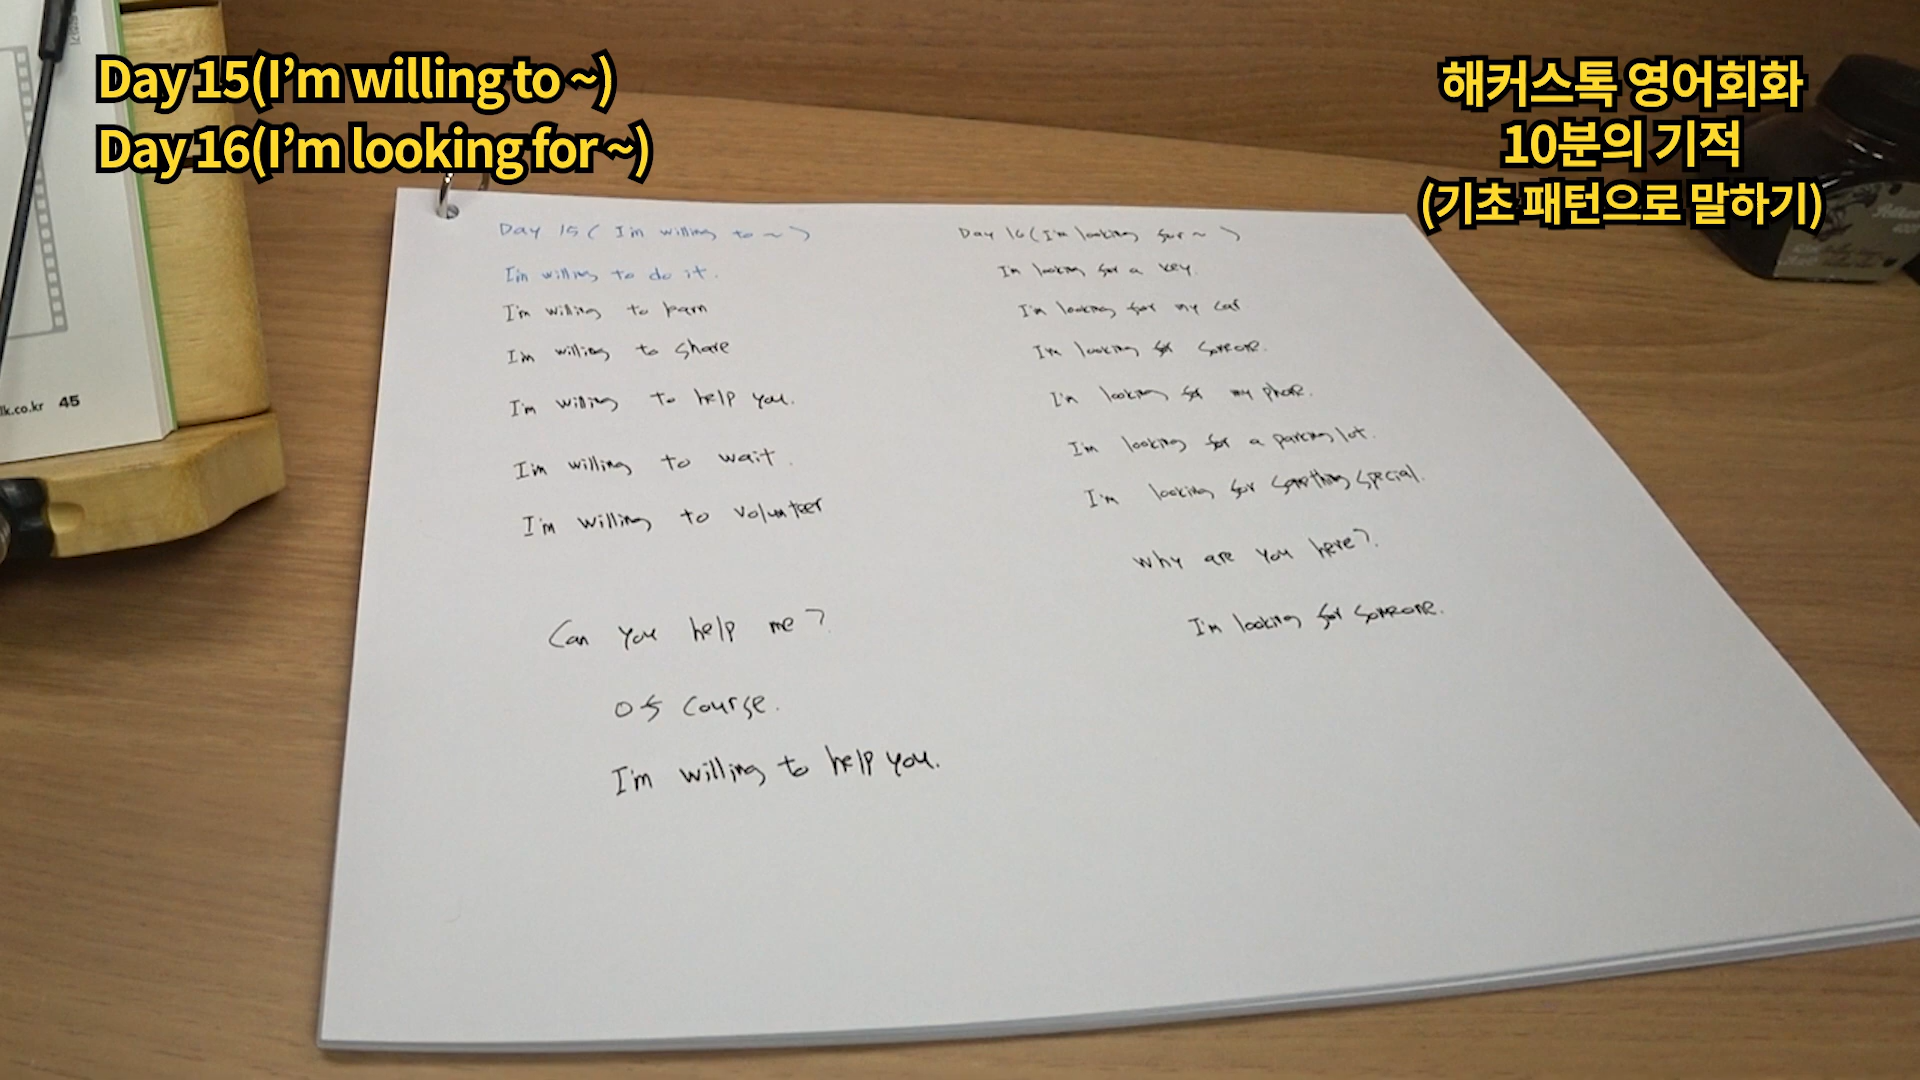 Day 15(I'm willing to ~)
Day 16(I'm looking for ~)
해커스톡 영어회화
10분의 기적
(기초 패턴으로 말하기)
lk.co.kr 45
Day 15 ( I'm willing to ~ )
I'm willing to do it.
I'm willing to learn
I'm willing to share
I'm willing to help you.
I'm willing to wait.
I'm willing to volunteer
Can you help me?
Of course.
I'm willing to help you.
Day 16 ( I'm looking for ~ )
I'm looking for a key.
I'm looking for my car
I'm looking for someone.
I'm looking for my phone.
I'm looking for a parking lot.
I'm looking for something special.
Why are you here?
I'm looking for someone.